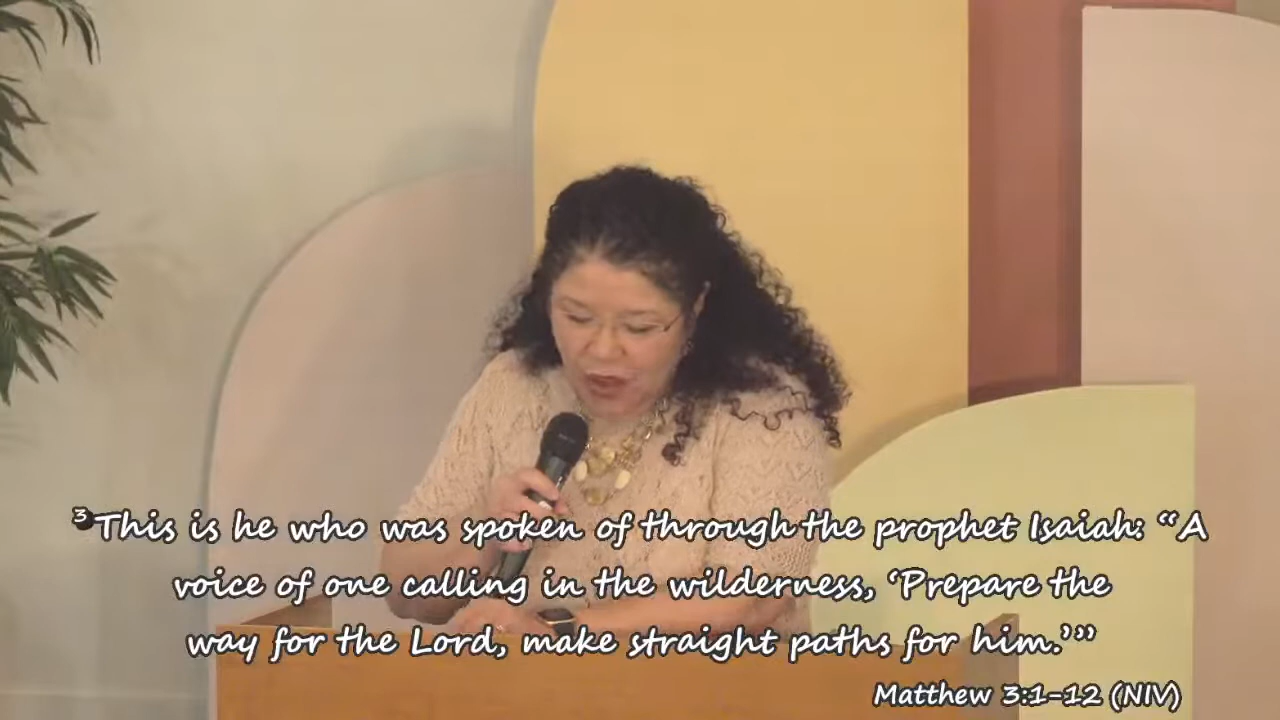 ³This is he who was spoken of through the prophet Isaiah: “A
voice of one calling in the wilderness, ‘Prepare the
way for the Lord, make straight paths for him.’”
Matthew 3:1-12 (NIV)